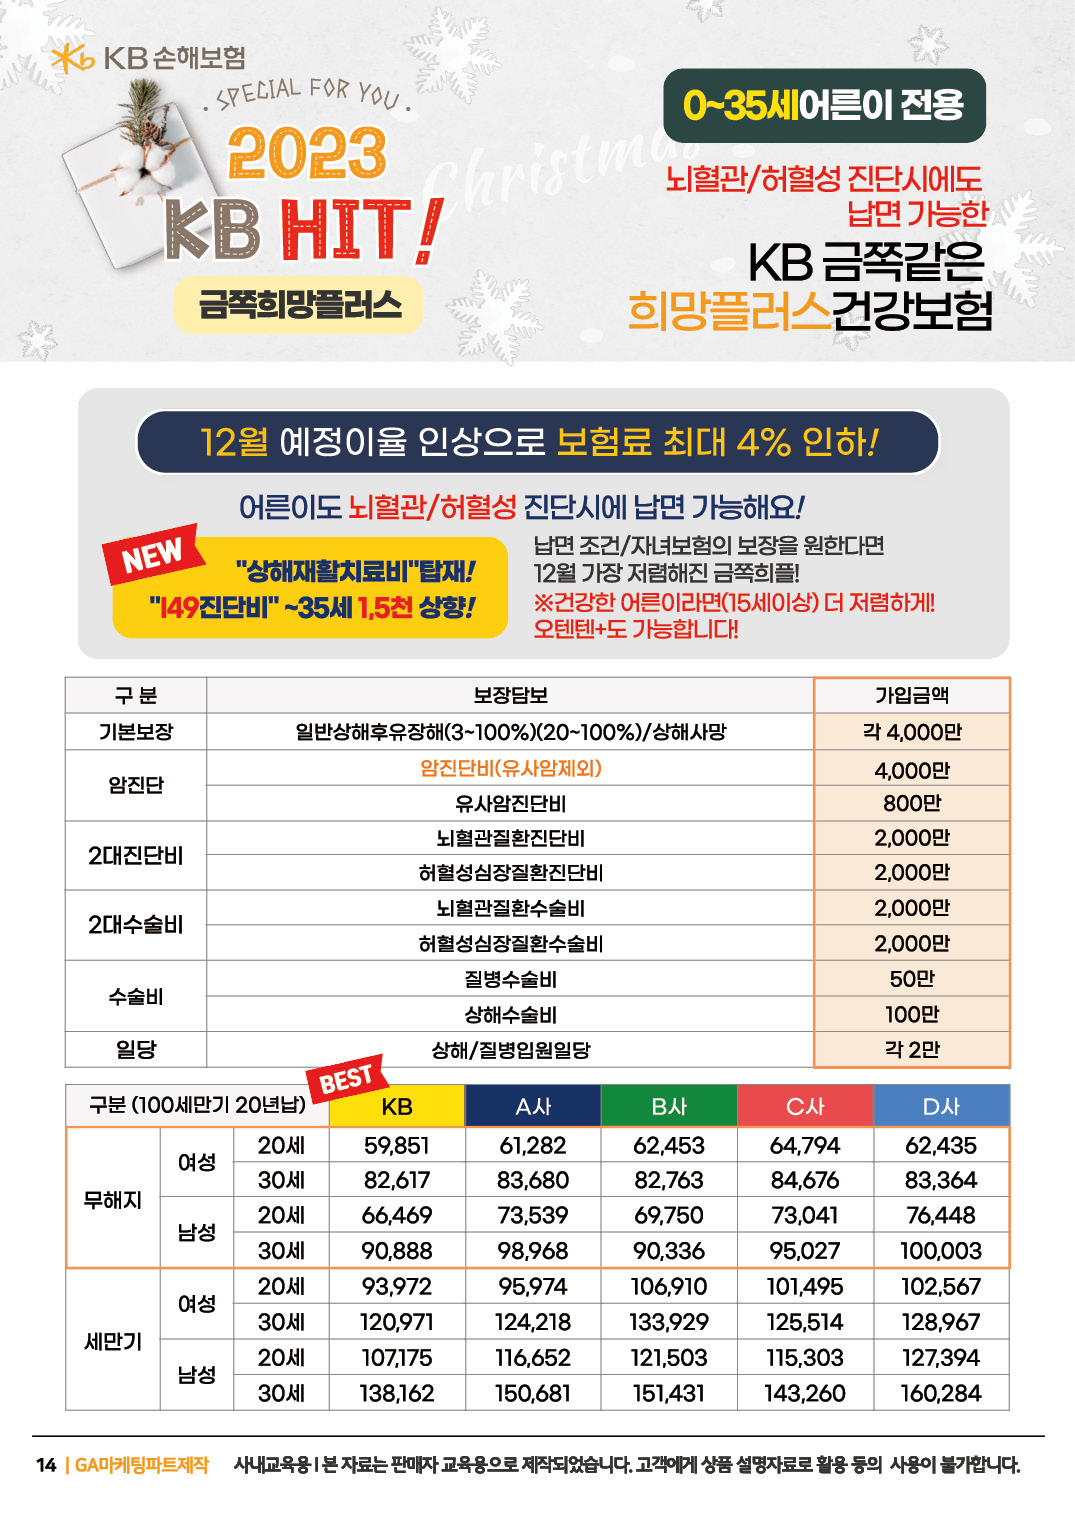 KB 손해보험
· SPECIAL FOR YOU ·
2023
KB HIT!
금쪽희망플러스
Christmas
0~35세어른이 전용
뇌혈관/허혈성 진단시에도
납면 가능한
KB 금쪽같은
희망플러스건강보험
12월 예정이율 인상으로 보험료 최대 4% 인하!
어른이도 뇌혈관/허혈성 진단시에 납면 가능해요!
NEW
"상해재활치료비"탑재!
"I49진단비" ~35세 1,5천 상향!
납면 조건/자녀보험의 보장을 원한다면
12월 가장 저렴해진 금쪽희플!
※건강한 어른이라면(15세이상) 더 저렴하게!
오텐텐+도 가능합니다!
구 분 보장담보 가입금액
기본보장 일반상해후유장해(3~100%)(20~100%)/상해사망 각 4,000만
암진단 암진단비(유사암제외) 4,000만
유사암진단비 800만
2대진단비 뇌혈관질환진단비 2,000만
허혈성심장질환진단비 2,000만
2대수술비 뇌혈관질환수술비 2,000만
허혈성심장질환수술비 2,000만
수술비 질병수술비 50만
상해수술비 100만
일당 상해/질병입원일당 각 2만
BEST
구분 (100세만기 20년납) KB A사 B사 C사 D사
무해지 여성 20세 59,851 61,282 62,453 64,794 62,435
30세 82,617 83,680 82,763 84,676 83,364
남성 20세 66,469 73,539 69,750 73,041 76,448
30세 90,888 98,968 90,336 95,027 100,003
세만기 여성 20세 93,972 95,974 106,910 101,495 102,567
30세 120,971 124,218 133,929 125,514 128,967
남성 20세 107,175 116,652 121,503 115,303 127,394
30세 138,162 150,681 151,431 143,260 160,284
14 | GA마케팅파트제작 사내교육용 I 본 자료는 판매자 교육용으로 제작되었습니다. 고객에게 상품 설명자료로 활용 등의 사용이 불가합니다.